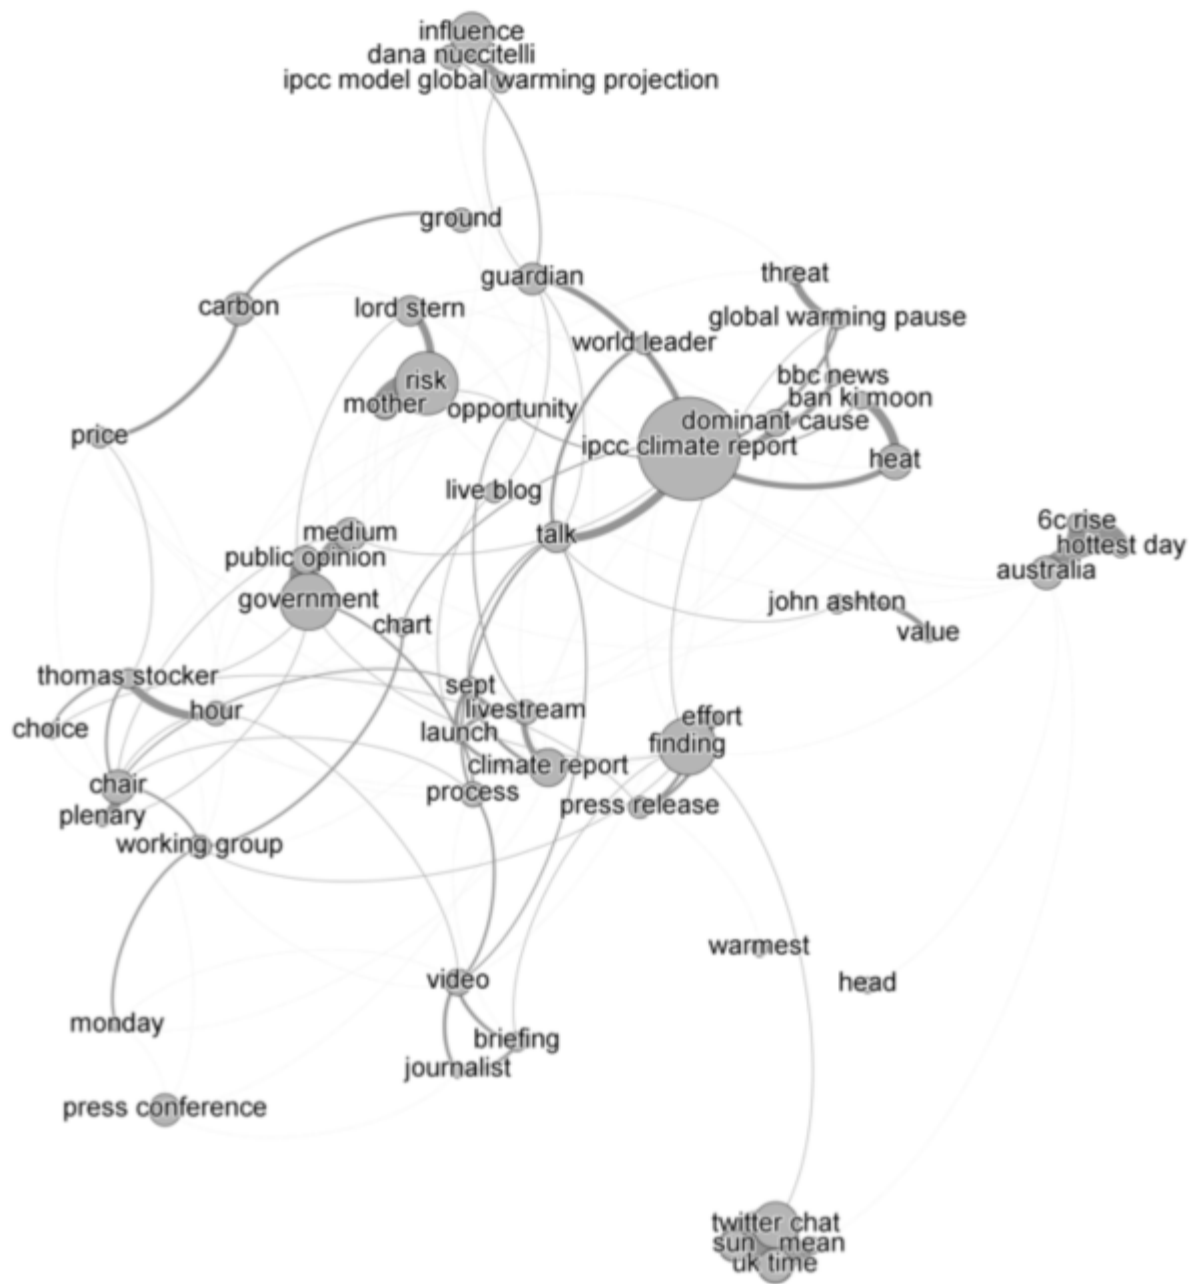 influence
dana nuccitelli
ipcc model global warming projection
ground
guardian
threat
carbon
lord stern
global warming pause
world leader
risk
bbc news
mother
ban ki moon
opportunity
dominant cause
price
ipcc climate report
heat
live blog
6c rise
medium
talk
hottest day
public opinion
australia
government
john ashton
chart
value
thomas stocker
sept
hour
livestream
effort
choice
launch
finding
climate report
chair
process
press release
plenary
working group
warmest
video
head
monday
briefing
journalist
press conference
twitter chat
sun mean
uk time